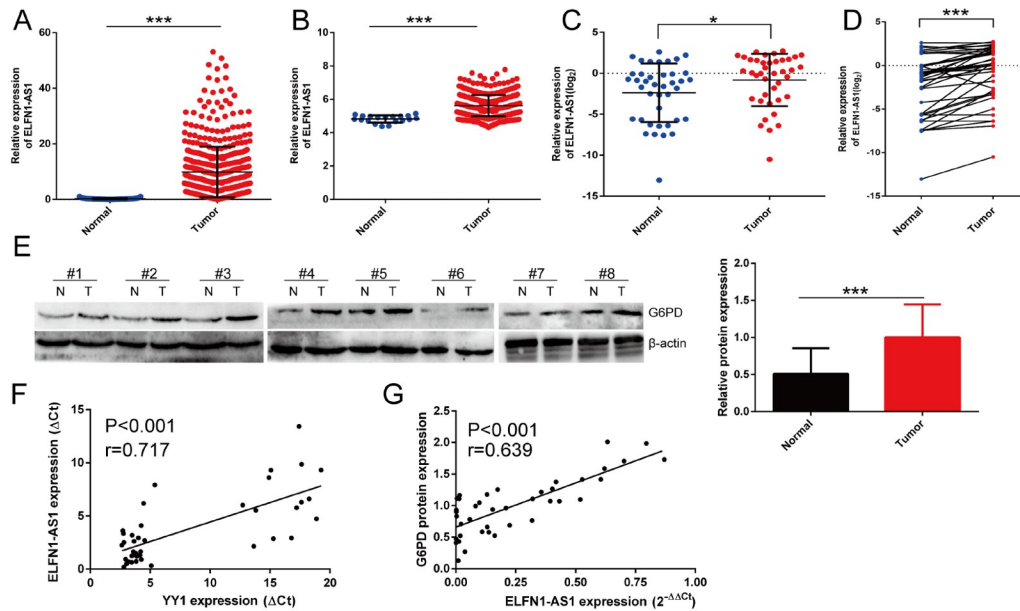 A
***
Relative expression
of ELFN1-AS1
60
40
20
0
Normal
Tumor
B
***
Relative expression
of ELFN1-AS1
10
8
6
4
2
0
Normal
Tumor
C
*
Relative expression
of ELFN1-AS1(log2)
5
0
-5
-10
-15
Normal
Tumor
D
***
Relative expression
of ELFN1-AS1(log2)
5
0
-5
-10
-15
Normal
Tumor
E
#1 #2 #3 #4 #5 #6 #7 #8
N T N T N T N T N T N T N T N T
G6PD
β-actin
***
Relative protein expression
2.0
1.5
1.0
0.5
0.0
Normal
Tumor
F
P<0.001
r=0.717
ELFN1-AS1 expression (ΔCt)
15
10
5
0
0 5 10 15 20
YY1 expression (ΔCt)
G
P<0.001
r=0.639
G6PD protein expression
2.5
2.0
1.5
1.0
0.5
0.0
0.00 0.25 0.50 0.75 1.00
ELFN1-AS1 expression (2-ΔΔCt)